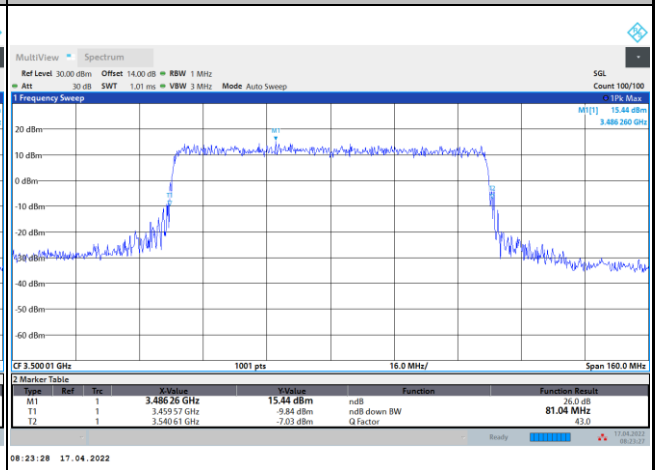 MultiView Spectrum
Ref Level 30.00 dBm Offset 14.00 dB RBW 1 MHz SGL
Att 30 dB SWT 1.01 ms VBW 3 MHz Mode Auto Sweep Count 100/100
1 Frequency Sweep 1Pk Max
M1[1] 15.44 dBm
3.486 260 GHz
20 dBm
M1
10 dBm
0 dBm
-10 dBm
-20 dBm
-30 dBm
-40 dBm
-50 dBm
-60 dBm
CF 3.500 01 GHz 1001 pts 16.0 MHz/ Span 160.0 MHz
2 Marker Table
Type Ref Trc X-Value Y-Value Function Function Result
M1 1 3.486 26 GHz 15.44 dBm ndB 26.0 dB
T1 1 3.459 57 GHz -9.84 dBm ndB down BW 81.04 MHz
T2 1 3.540 61 GHz -7.03 dBm Q Factor 43.0
Ready 17.04.2022
08:23:27
08:23:28 17.04.2022